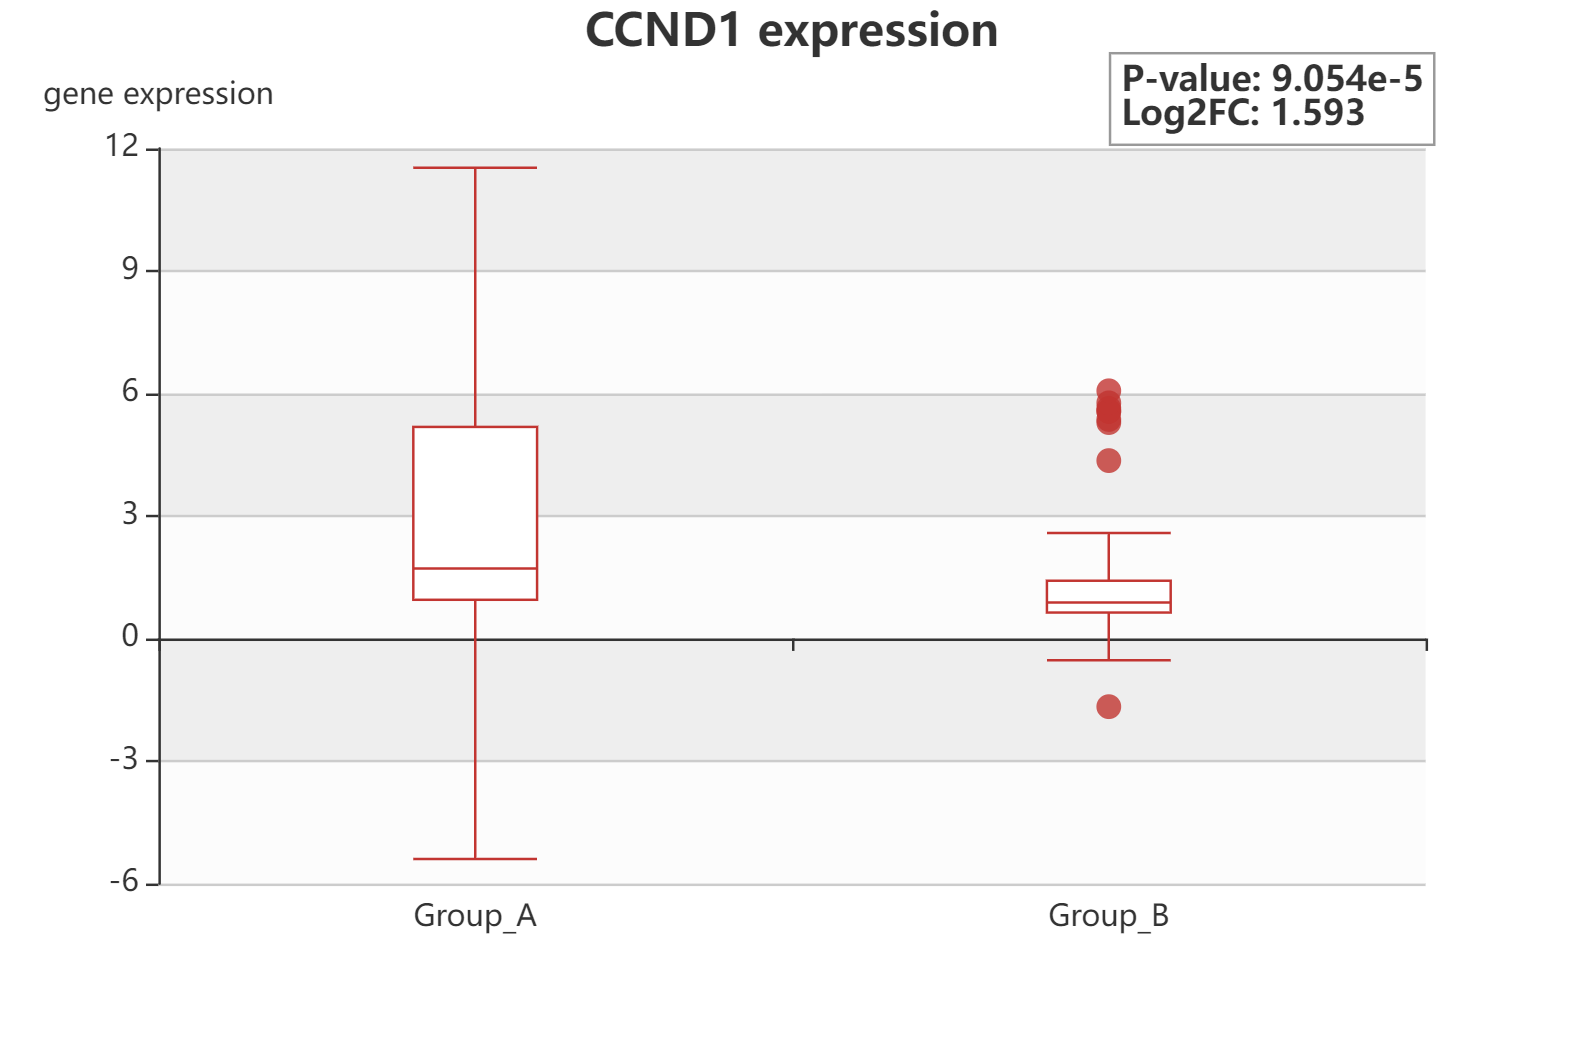 CCND1 expression
P-value: 9.054e-5
Log2FC: 1.593
gene expression
12
9
6
3
0
-3
-6
Group_A
Group_B